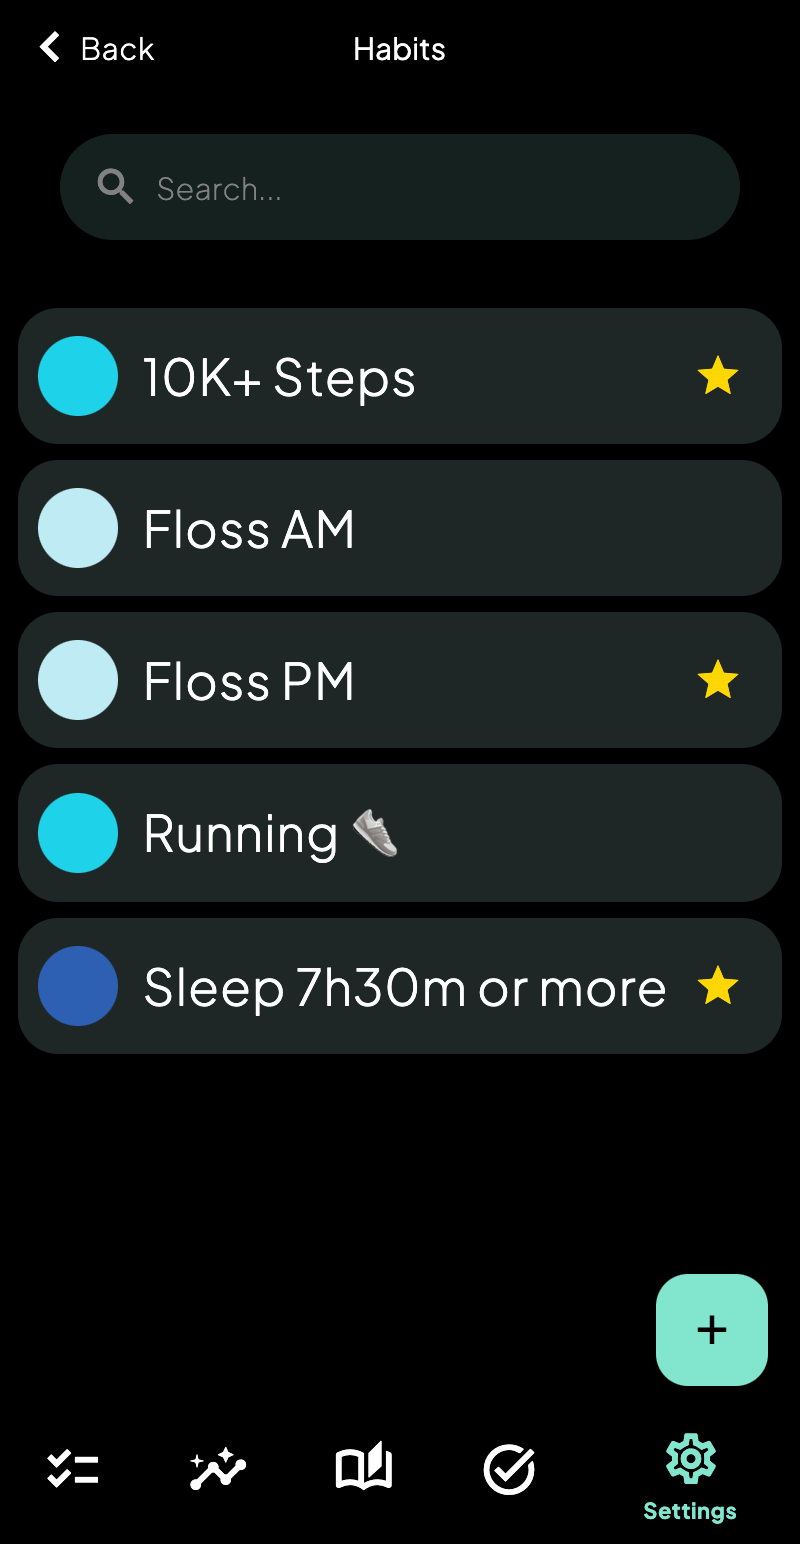 Back
Habits
Search...
10K+ Steps
Floss AM
Floss PM
Running 👟
Sleep 7h30m or more
+
Settings